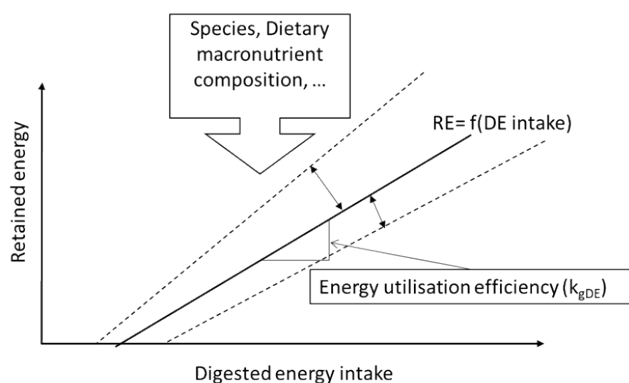 Species, Dietary
macronutrient
composition, ...
RE= f(DE intake)
Retained energy
Energy utilisation efficiency (kgDE)
Digested energy intake